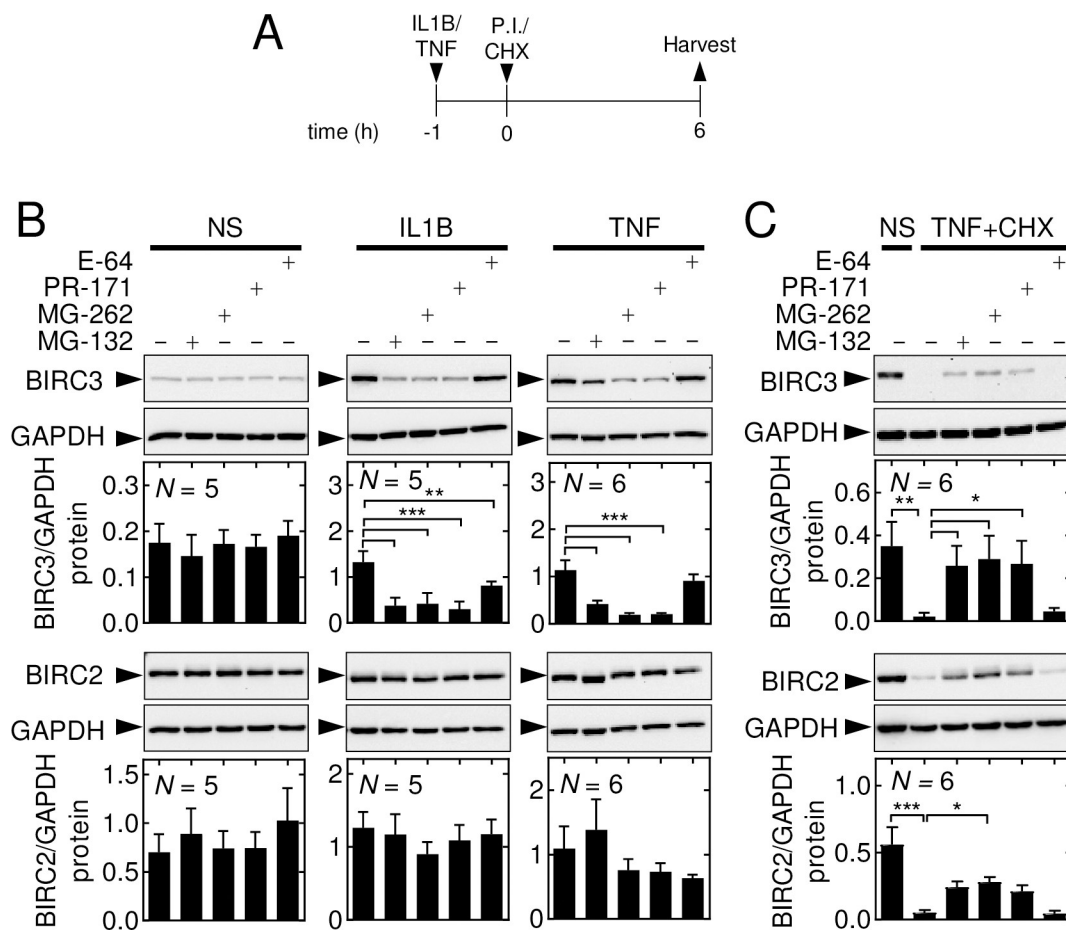 A
IL1B/
TNF
P.I./
CHX
Harvest
time (h)
-1
0
6
B
NS
IL1B
TNF
E-64
+
+
+
PR-171
+
+
+
MG-262
+
+
+
MG-132
– + – + – +
BIRC3
GAPDH
BIRC3/GAPDH
protein
0.3
0.2
0.1
0.0
N = 5
3
2
1
0
N = 5
**
***
3
2
1
0
N = 6
***
BIRC2
GAPDH
BIRC2/GAPDH
protein
1.5
1.0
0.5
0.0
N = 5
2
1
0
N = 5
2
1
0
N = 6
C
NS
TNF+CHX
E-64
+
PR-171
+
MG-262
+
MG-132
– – +
BIRC3
GAPDH
BIRC3/GAPDH
protein
0.6
0.4
0.2
0.0
N = 6
**
*
BIRC2
GAPDH
BIRC2/GAPDH
protein
1.0
0.5
0.0
N = 6
***
*